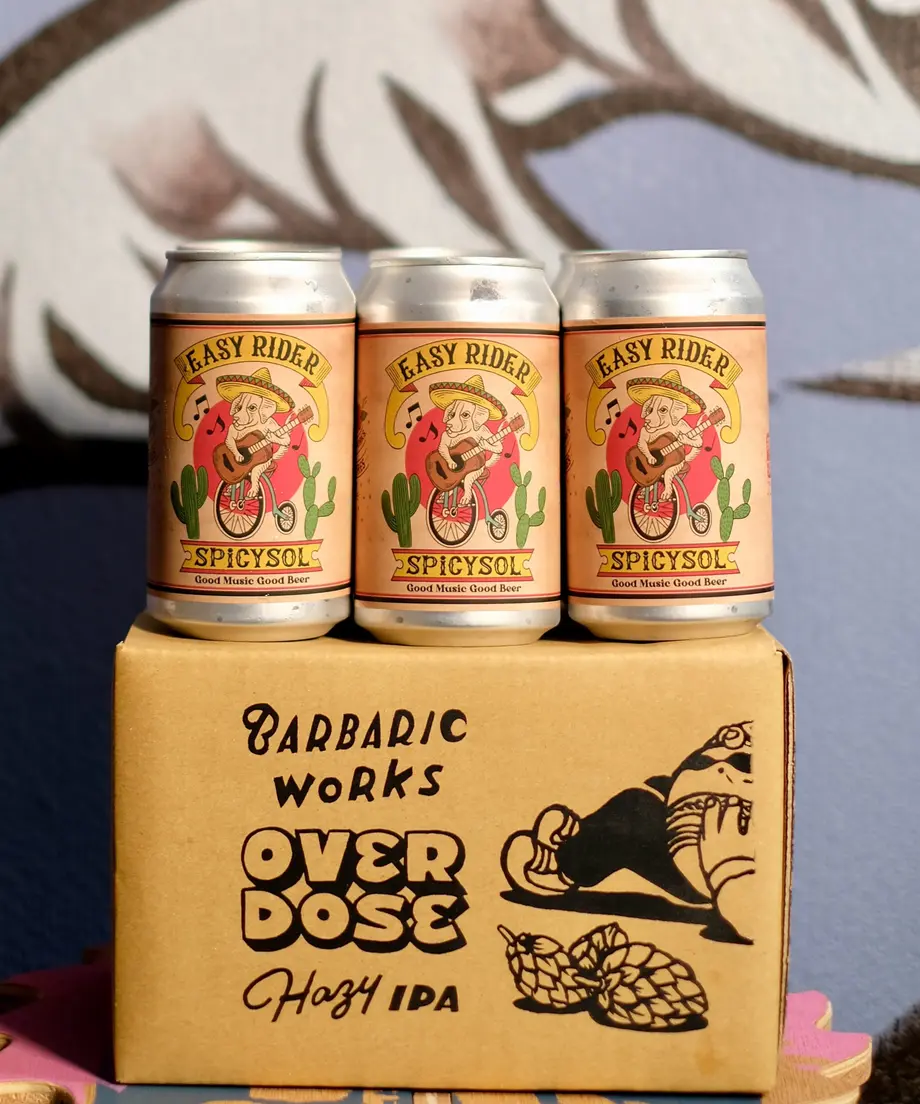 EASY RIDER
SPICYSOL
Good Music Good Beer
EASY RIDER
SPICYSOL
Good Music Good Beer
EASY RIDER
SPICYSOL
Good Music Good Beer
BARBARIC
WORKS
OVER
DOSE
Hazy IPA